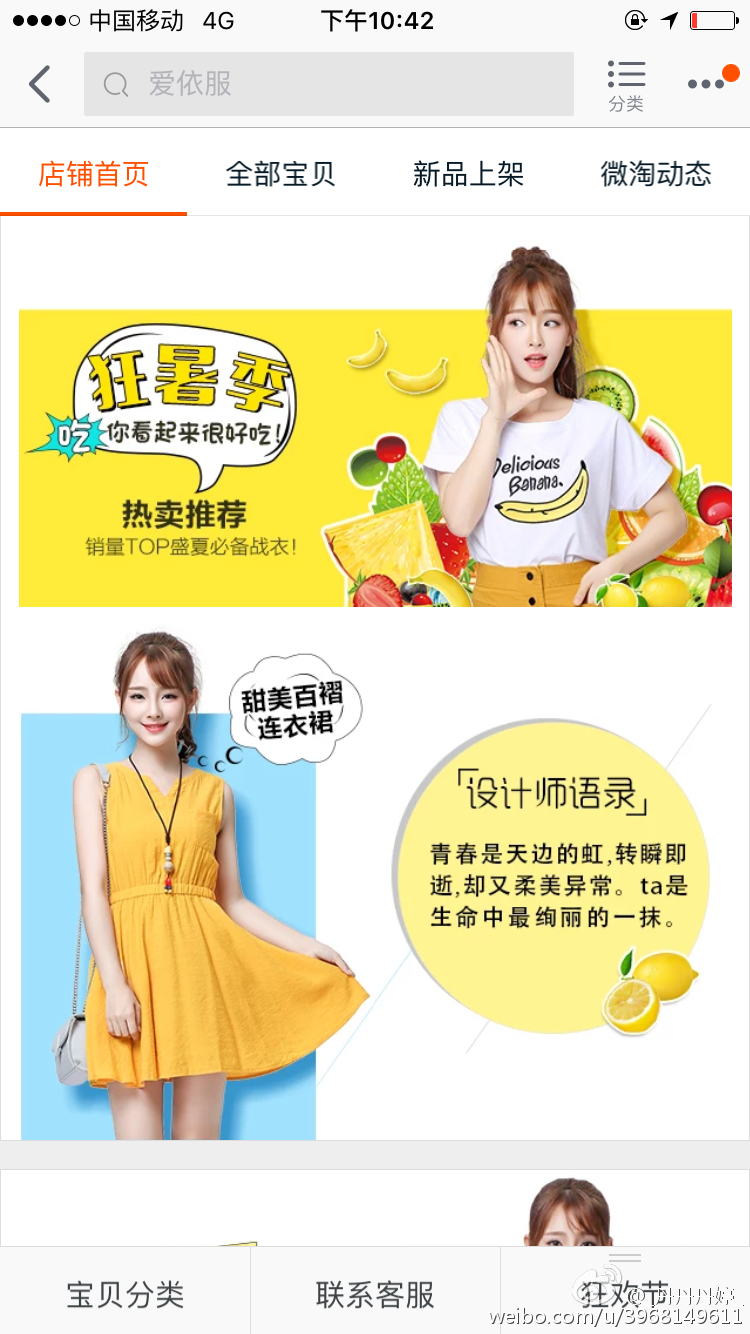 中国移动 4G 下午10:42
爱依服
分类
店铺首页 全部宝贝 新品上架 微淘动态
狂暑季
吃 你看起来很好吃!
热卖推荐
销量TOP盛夏必备战衣!
Delicious
Banana.
甜美百褶
连衣裙
「设计师语录」
青春是天边的虹,转瞬即
逝,却又柔美异常。ta是
生命中最绚丽的一抹。
宝贝分类 联系客服 狂欢节
weibo.com/u/3968149611